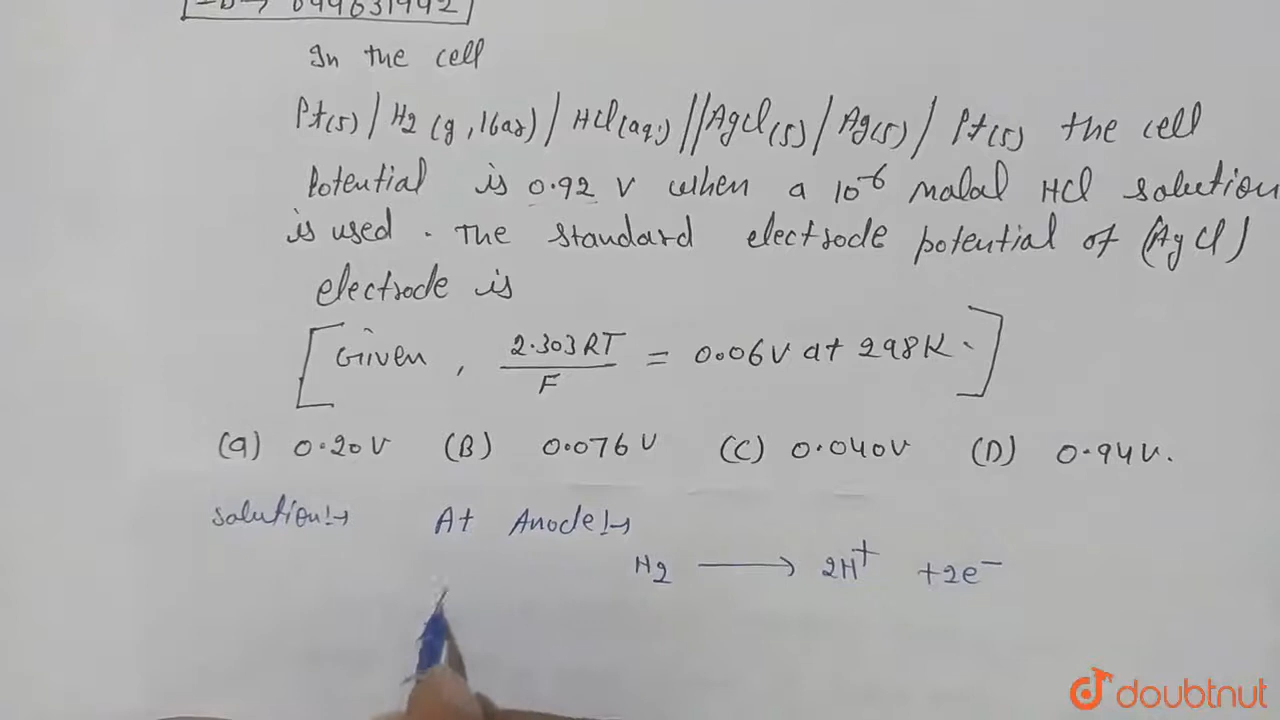 In the cell
Pt(s) / H2 (g, 1bar) / HCl(aq.) // AgCl(s) / Ag(s) / Pt(s) the cell
Potential is 0.92 V when a 10-6 molal HCl solution
is used. The standard electrode potential of (AgCl)
electrode is
[Given, 2.303RT/F = 0.06V at 298K.]
(a) 0.20V (B) 0.076V (C) 0.040V (D) 0.94V.
Solution:→ At Anode:→
H2 ⟶ 2H+ + 2e−
doubtnut